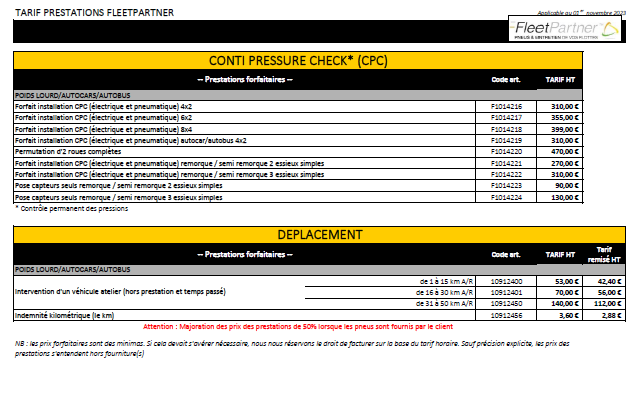 TARIF PRESTATIONS FLEETPARTNER
Applicable au 01er novembre 2023
FleetPartner
PNEUS & ENTRETIEN DE VOS FLOTTES
CONTI PRESSURE CHECK* (CPC)
-- Prestations forfaitaires -- Code art. TARIF HT
POIDS LOURD/AUTOCARS/AUTOBUS
Forfait installation CPC (électrique et pneumatique) 4x2 F1014216 310,00 €
Forfait installation CPC (électrique et pneumatique) 6x2 F1014217 355,00 €
Forfait installation CPC (électrique et pneumatique) 8x4 F1014218 399,00 €
Forfait installation CPC (électrique et pneumatique) autocar/autobus 4x2 F1014219 310,00 €
Permutation d'2 roues complètes F1014220 470,00 €
Forfait installation CPC (électrique et pneumatique) remorque / semi remorque 2 essieux simples F1014221 270,00 €
Forfait installation CPC (électrique et pneumatique) remorque / semi remorque 3 essieux simples F1014222 310,00 €
Pose capteurs seuls remorque / semi remorque 2 essieux simples F1014223 90,00 €
Pose capteurs seuls remorque / semi remorque 3 essieux simples F1014224 130,00 €
* Contrôle permanent des pressions
DEPLACEMENT
-- Prestations forfaitaires -- Code art. TARIF HT Tarif remisé HT
POIDS LOURD/AUTOCARS/AUTOBUS
Intervention d'un véhicule atelier (hors prestation et temps passé) de 1 à 15 km A/R 10912400 53,00 € 42,40 €
de 16 à 30 km A/R 10912401 70,00 € 56,00 €
de 31 à 50 km A/R 10912450 140,00 € 112,00 €
Indemnité kilométrique (le km) 10912456 3,60 € 2,88 €
Attention : Majoration des prix des prestations de 50% lorsque les pneus sont fournis par le client
NB : les prix forfaitaires sont des minimas. Si cela devait s'avérer nécessaire, nous nous réservons le droit de facturer sur la base du tarif horaire. Sauf précision explicite, les prix des
prestations s'entendent hors fourniture(s)